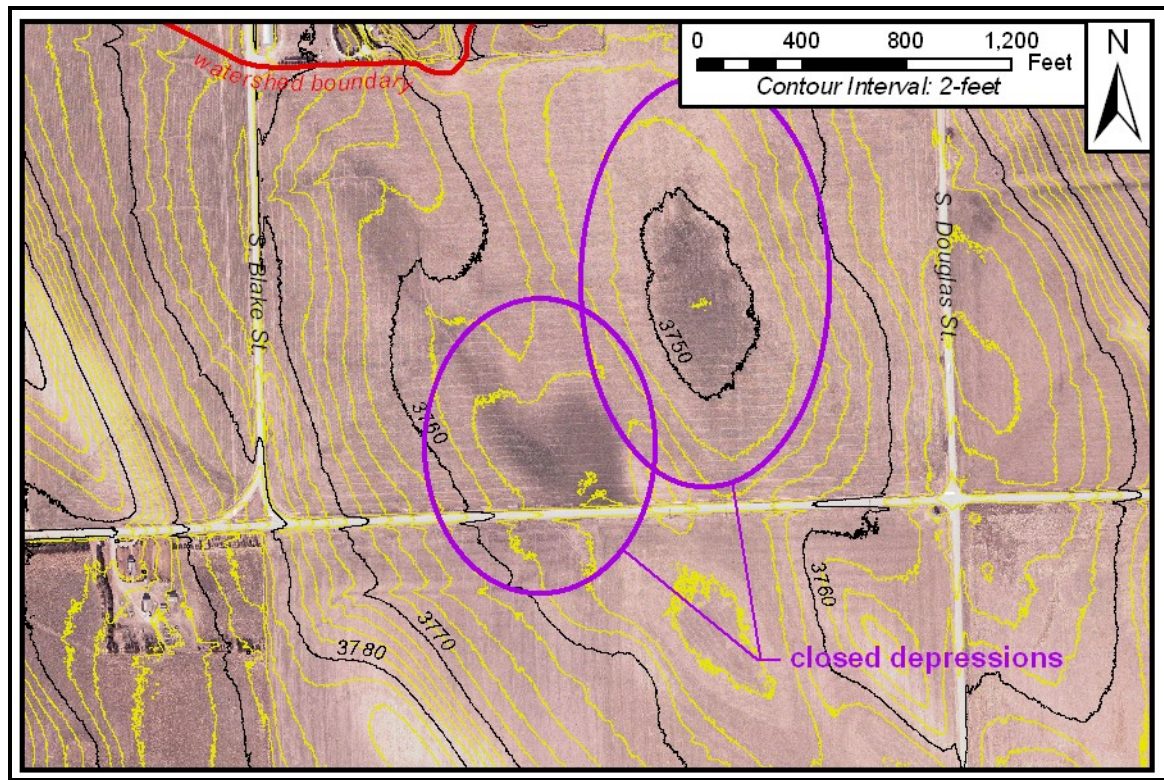 0 400 800 1,200
Feet
Contour Interval: 2-feet
N
watershed boundary
S. Blake St.
S. Douglas St.
3750
3760
3760
closed depressions
3770
3780